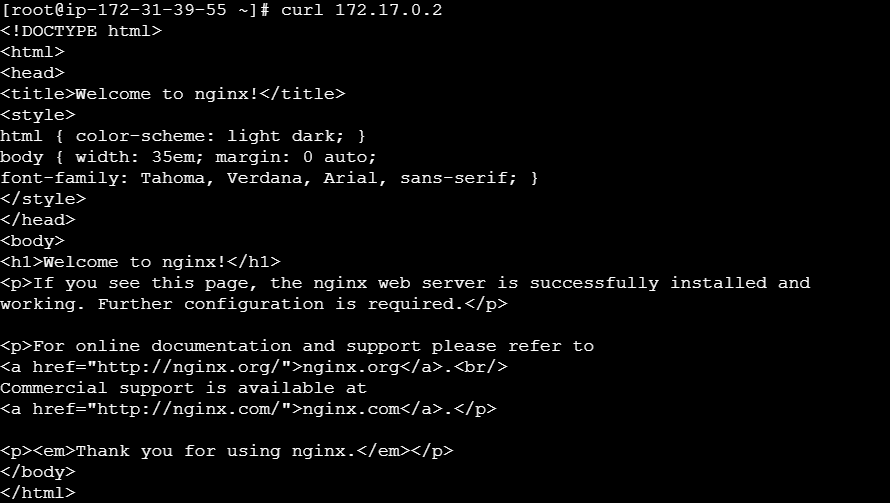 [root@ip-172-31-39-55 ~]# curl 172.17.0.2
<!DOCTYPE html>
<html>
<head>
<title>Welcome to nginx!</title>
<style>
html { color-scheme: light dark; }
body { width: 35em; margin: 0 auto;
font-family: Tahoma, Verdana, Arial, sans-serif; }
</style>
</head>
<body>
<h1>Welcome to nginx!</h1>
<p>If you see this page, the nginx web server is successfully installed and
working. Further configuration is required.</p>

<p>For online documentation and support please refer to
<a href="http://nginx.org/">nginx.org</a>.<br/>
Commercial support is available at
<a href="http://nginx.com/">nginx.com</a>.</p>

<p><em>Thank you for using nginx.</em></p>
</body>
</html>